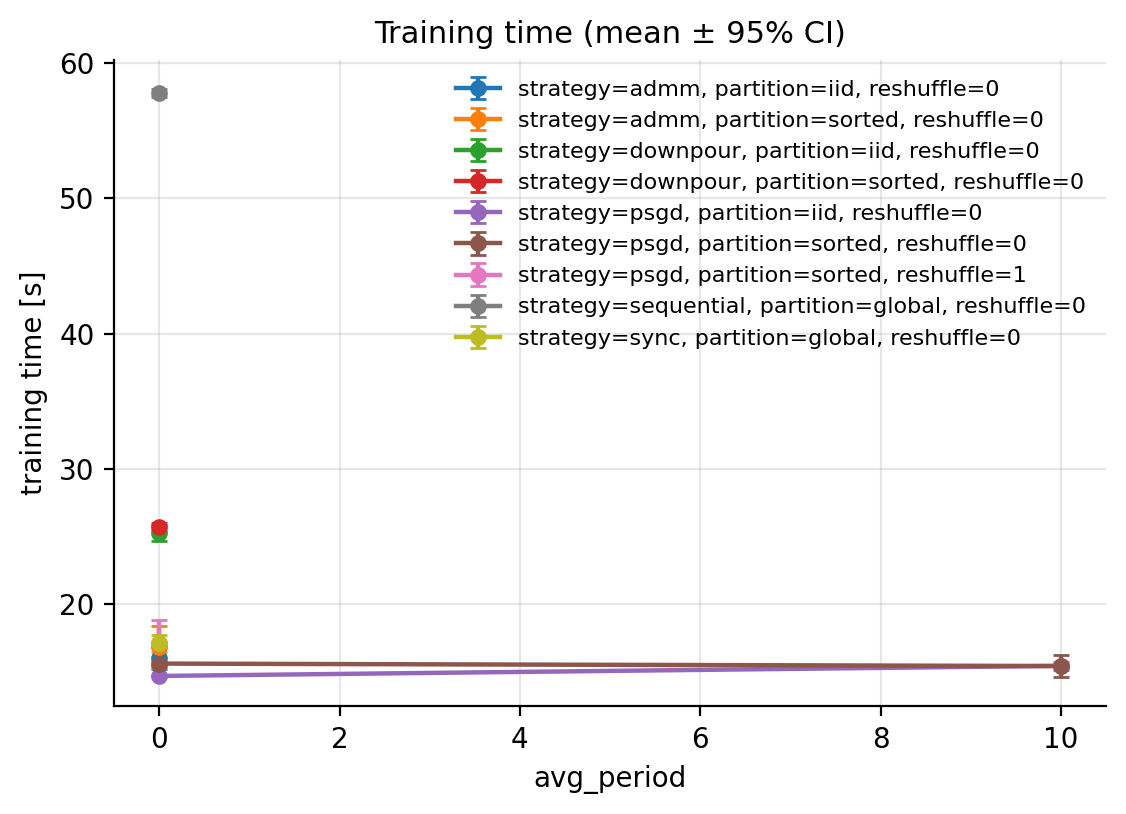 Training time (mean ± 95% CI)
60
50
40
30
20
training time [s]
strategy=admm, partition=iid, reshuffle=0
strategy=admm, partition=sorted, reshuffle=0
strategy=downpour, partition=iid, reshuffle=0
strategy=downpour, partition=sorted, reshuffle=0
strategy=psgd, partition=iid, reshuffle=0
strategy=psgd, partition=sorted, reshuffle=0
strategy=psgd, partition=sorted, reshuffle=1
strategy=sequential, partition=global, reshuffle=0
strategy=sync, partition=global, reshuffle=0
0 2 4 6 8 10
avg_period